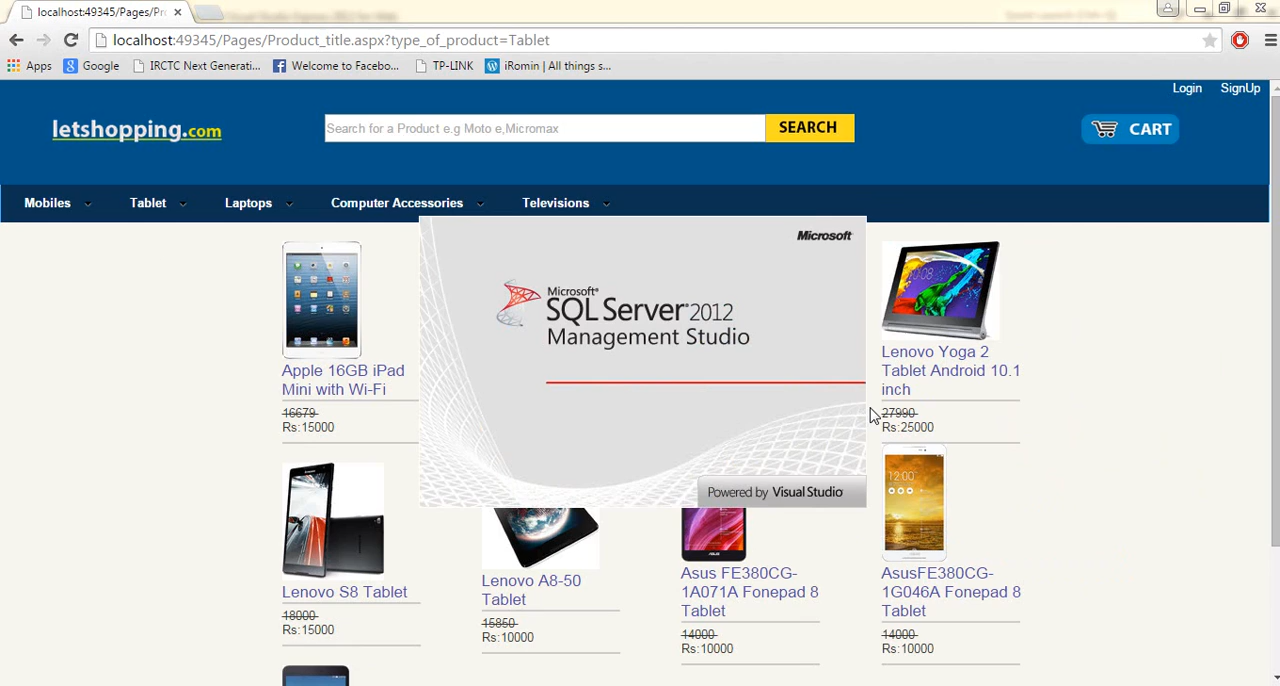 localhost:49345/Pages/Pr
localhost:49345/Pages/Product_title.aspx?type_of_product=Tablet
Apps Google IRCTC Next Generati... Welcome to Facebo... TP-LINK iRomin | All things s...
Login SignUp
letshopping.com
Search for a Product e.g Moto e,Micromax
SEARCH
CART
Mobiles Tablet Laptops Computer Accessories Televisions
Microsoft
Microsoft®
SQL Server® 2012
Management Studio
Powered by Visual Studio
Apple 16GB iPad
Mini with Wi-Fi
16679
Rs:15000
Lenovo Yoga 2
Tablet Android 10.1
inch
27990
Rs:25000
Lenovo S8 Tablet
18000
Rs:15000
Lenovo A8-50
Tablet
15850
Rs:10000
Asus FE380CG-
1A071A Fonepad 8
Tablet
14000
Rs:10000
AsusFE380CG-
1G046A Fonepad 8
Tablet
14000
Rs:10000